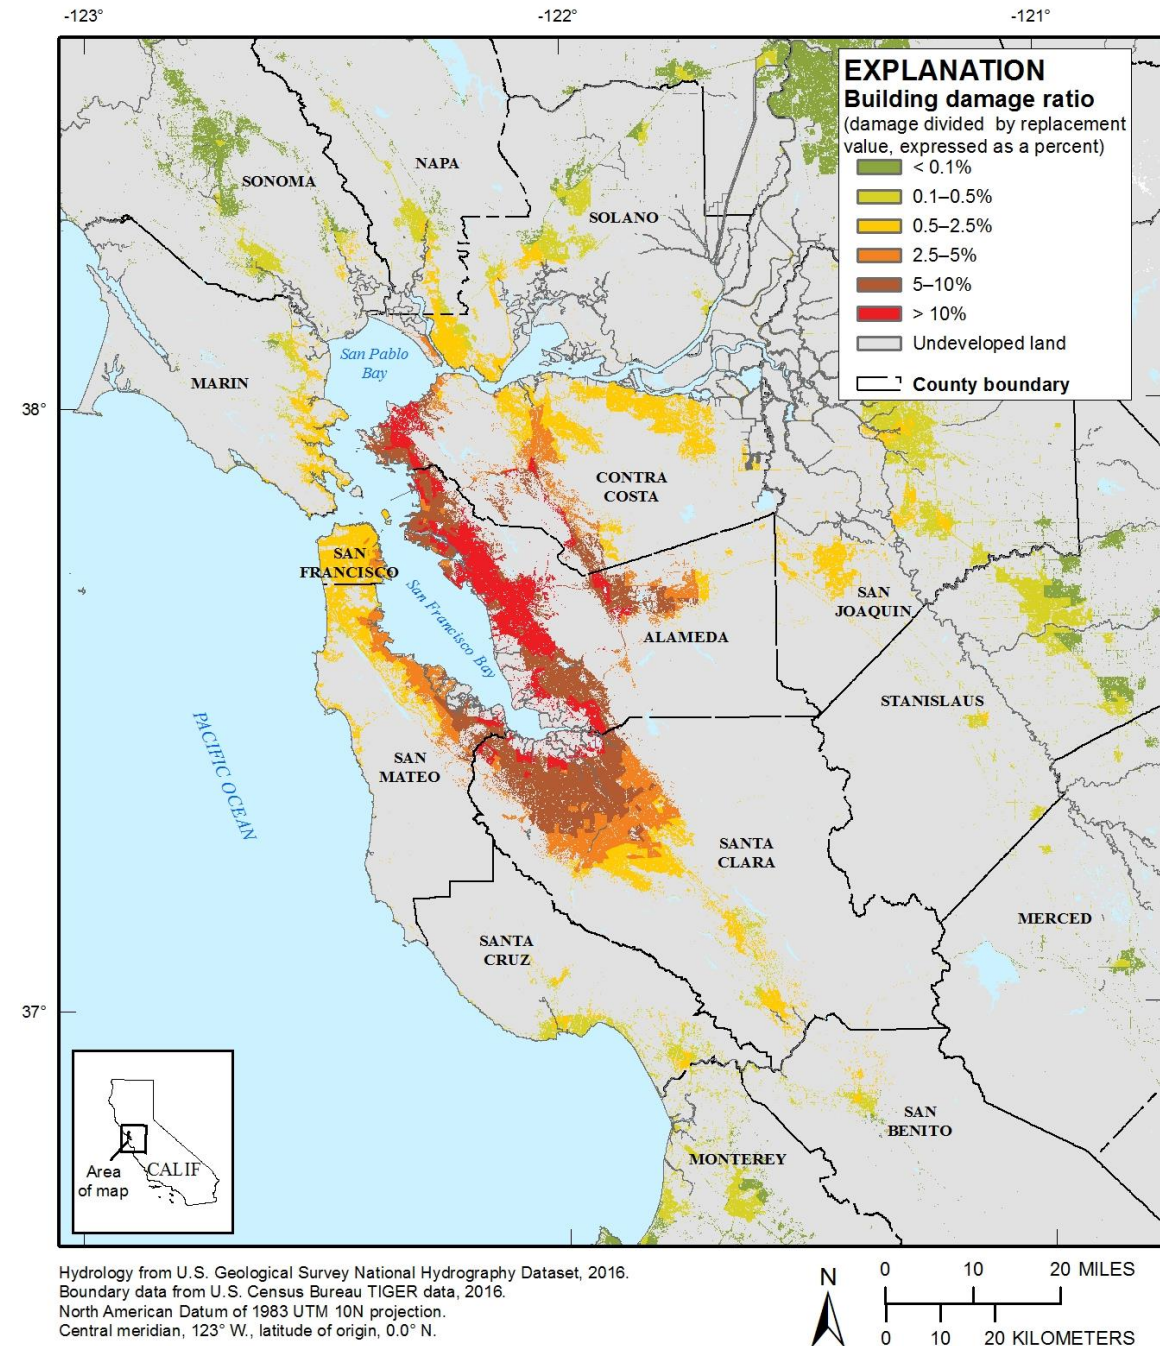 -123°
-122°
-121°
EXPLANATION
Building damage ratio
(damage divided by replacement
value, expressed as a percent)
< 0.1%
0.1–0.5%
0.5–2.5%
2.5–5%
5–10%
> 10%
Undeveloped land
County boundary
NAPA
SONOMA
SOLANO
San Pablo
Bay
MARIN
38°
CONTRA
COSTA
SAN
FRANCISCO
San Francisco Bay
SAN
JOAQUIN
ALAMEDA
STANISLAUS
PACIFIC OCEAN
SAN
MATEO
SANTA
CLARA
MERCED
SANTA
CRUZ
37°
SAN
BENITO
MONTEREY
Area
of map
CALIF
Hydrology from U.S. Geological Survey National Hydrography Dataset, 2016.
Boundary data from U.S. Census Bureau TIGER data, 2016.
North American Datum of 1983 UTM 10N projection.
Central meridian, 123° W., latitude of origin, 0.0° N.
N
0 10 20 MILES
0 10 20 KILOMETERS